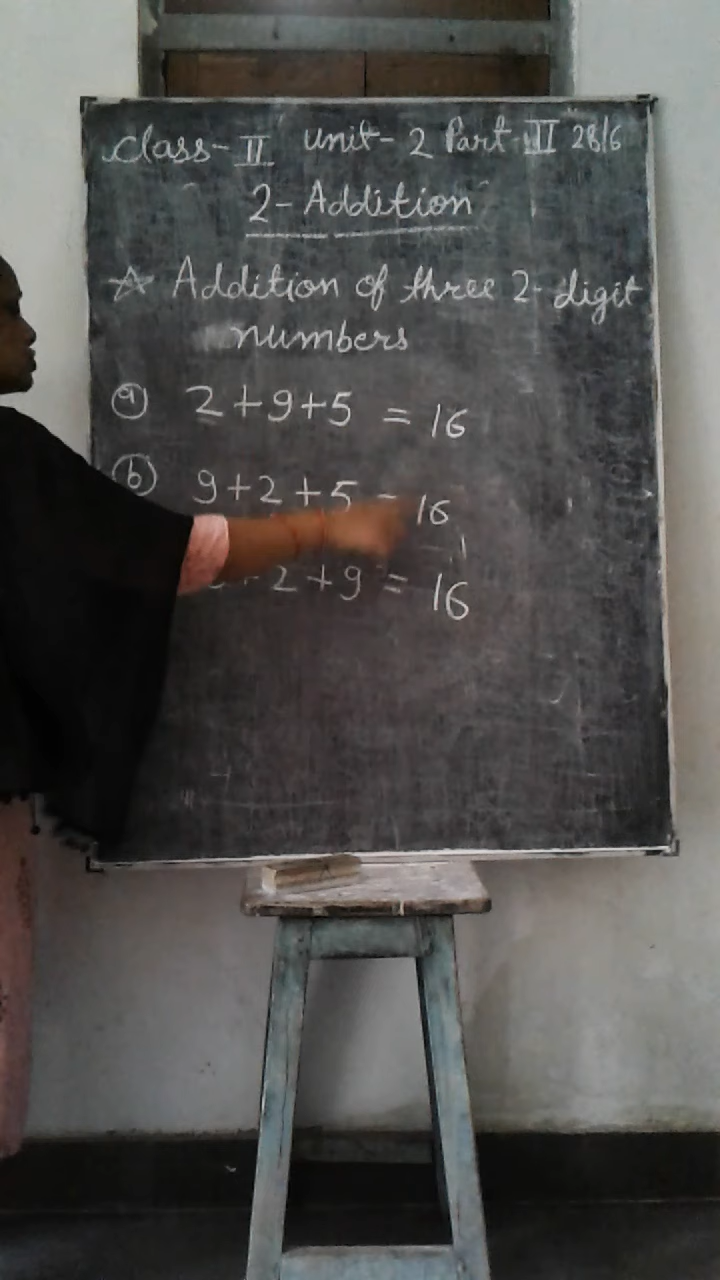 Class-II unit-2 Part-III 28/6
2-Addition
☆ Addition of three 2-digit
numbers
ⓐ 2+9+5 = 16
ⓑ 9+2+5 = 16
2+9 = 16